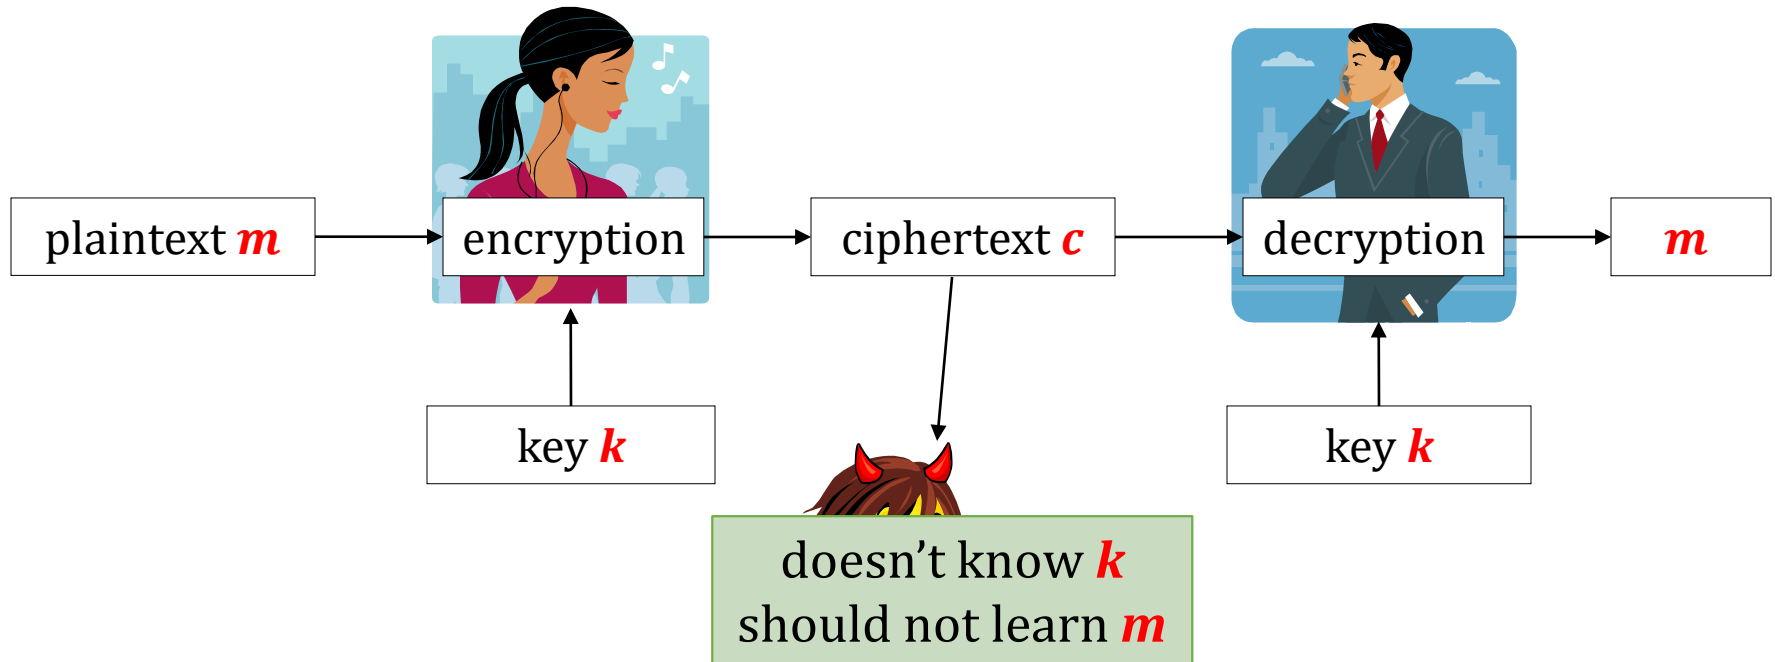 plaintext m
encryption
ciphertext c
decryption
m
key k
key k
doesn’t know k
should not learn m